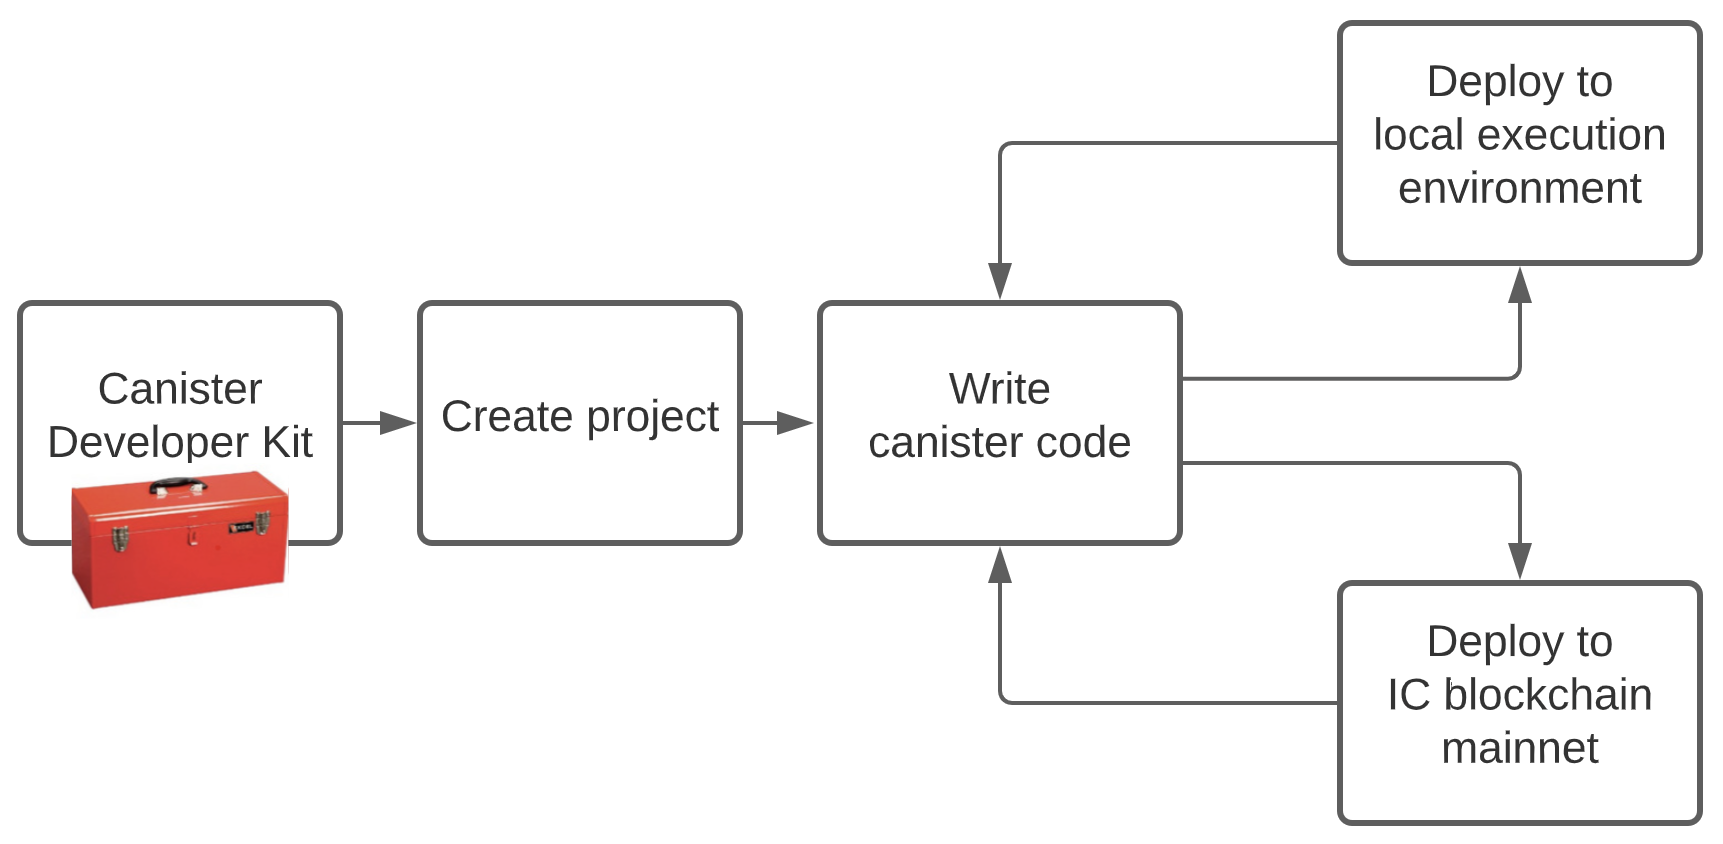 Canister
Developer Kit
Create project
Write
canister code
Deploy to
local execution
environment
Deploy to
IC blockchain
mainnet